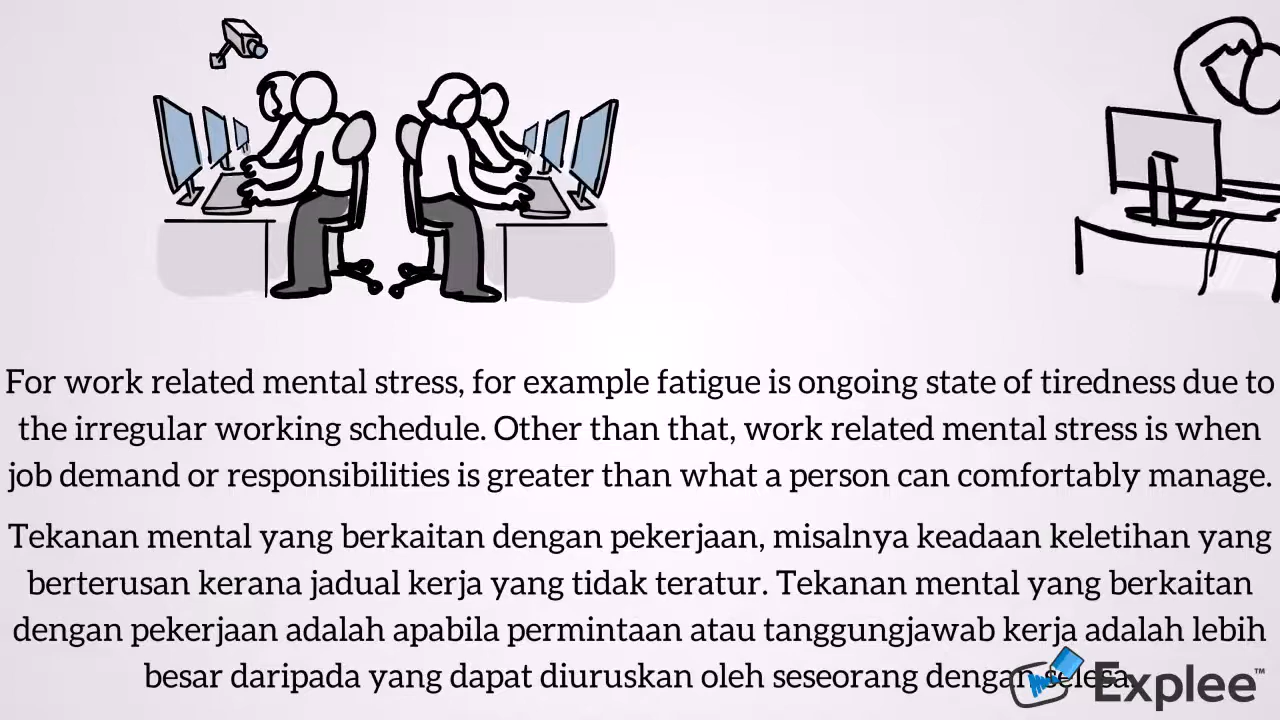 For work related mental stress, for example fatigue is ongoing state of tiredness due to
the irregular working schedule. Other than that, work related mental stress is when
job demand or responsibilities is greater than what a person can comfortably manage.
Tekanan mental yang berkaitan dengan pekerjaan, misalnya keadaan keletihan yang
berterusan kerana jadual kerja yang tidak teratur. Tekanan mental yang berkaitan
dengan pekerjaan adalah apabila permintaan atau tanggungjawab kerja adalah lebih
besar daripada yang dapat diuruskan oleh seseorang dengan selesa
Explee™